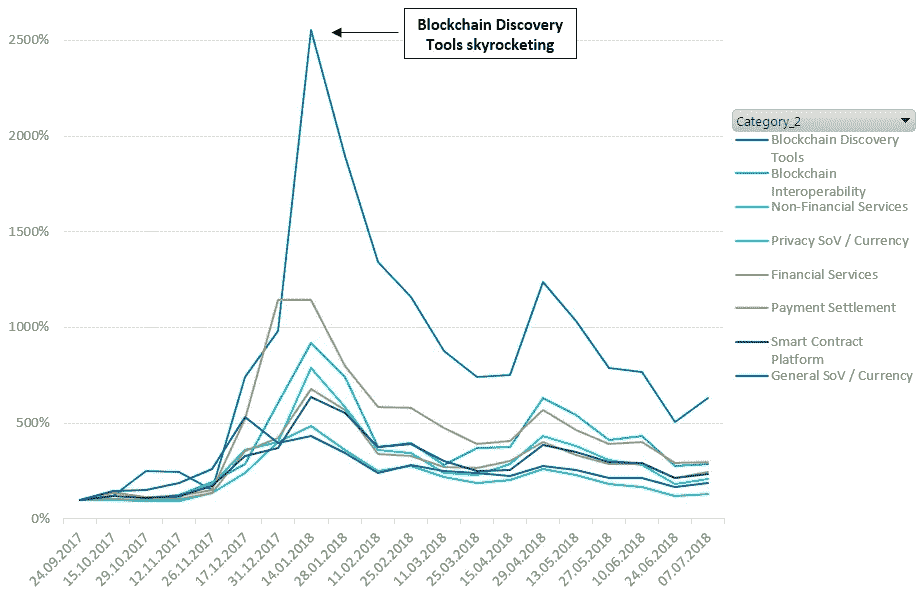 Blockchain Discovery
Tools skyrocketing
2500%
2000%
1500%
1000%
500%
0%
24.09.2017
15.10.2017
29.10.2017
12.11.2017
26.11.2017
17.12.2017
31.12.2017
14.01.2018
28.01.2018
11.02.2018
25.02.2018
11.03.2018
25.03.2018
15.04.2018
29.04.2018
13.05.2018
27.05.2018
10.06.2018
24.06.2018
07.07.2018
Category_2
Blockchain Discovery
Tools
Blockchain
Interoperability
Non-Financial Services
Privacy SoV / Currency
Financial Services
Payment Settlement
Smart Contract
Platform
General SoV / Currency